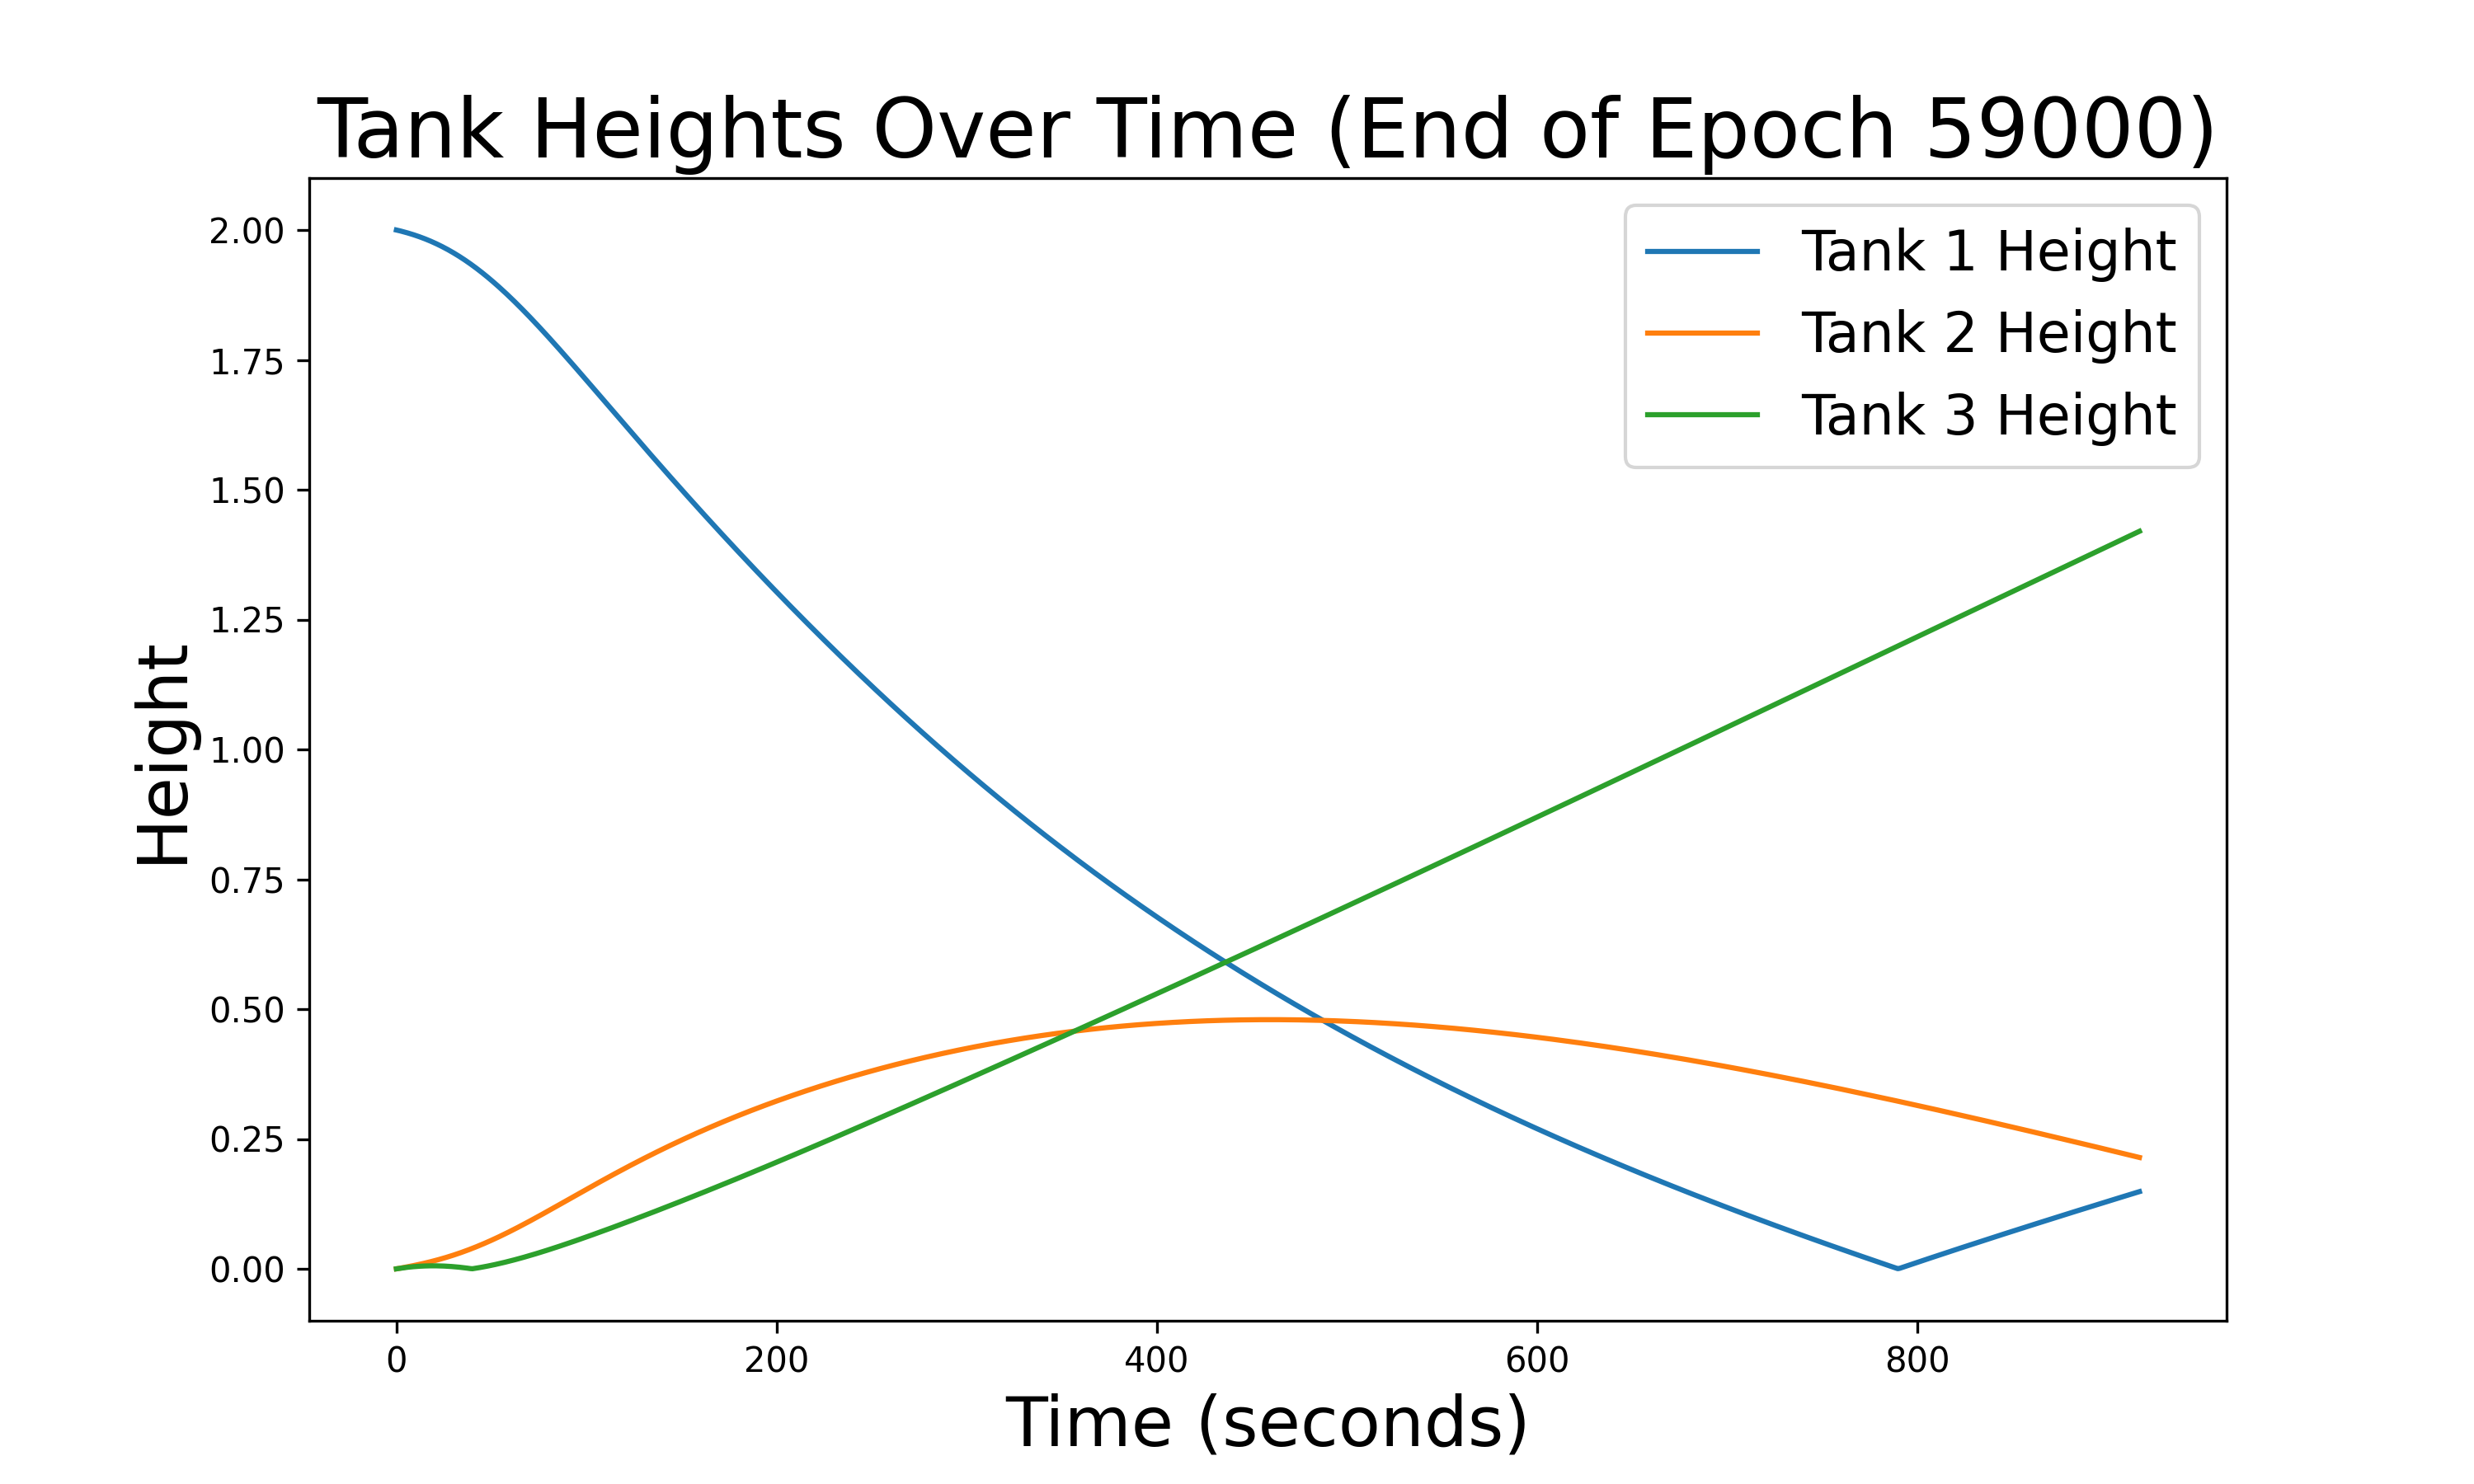 Tank Heights Over Time (End of Epoch 59000)
Tank 1 Height
Tank 2 Height
Tank 3 Height
Height
2.00
1.75
1.50
1.25
1.00
0.75
0.50
0.25
0.00
0 200 400 600 800
Time (seconds)